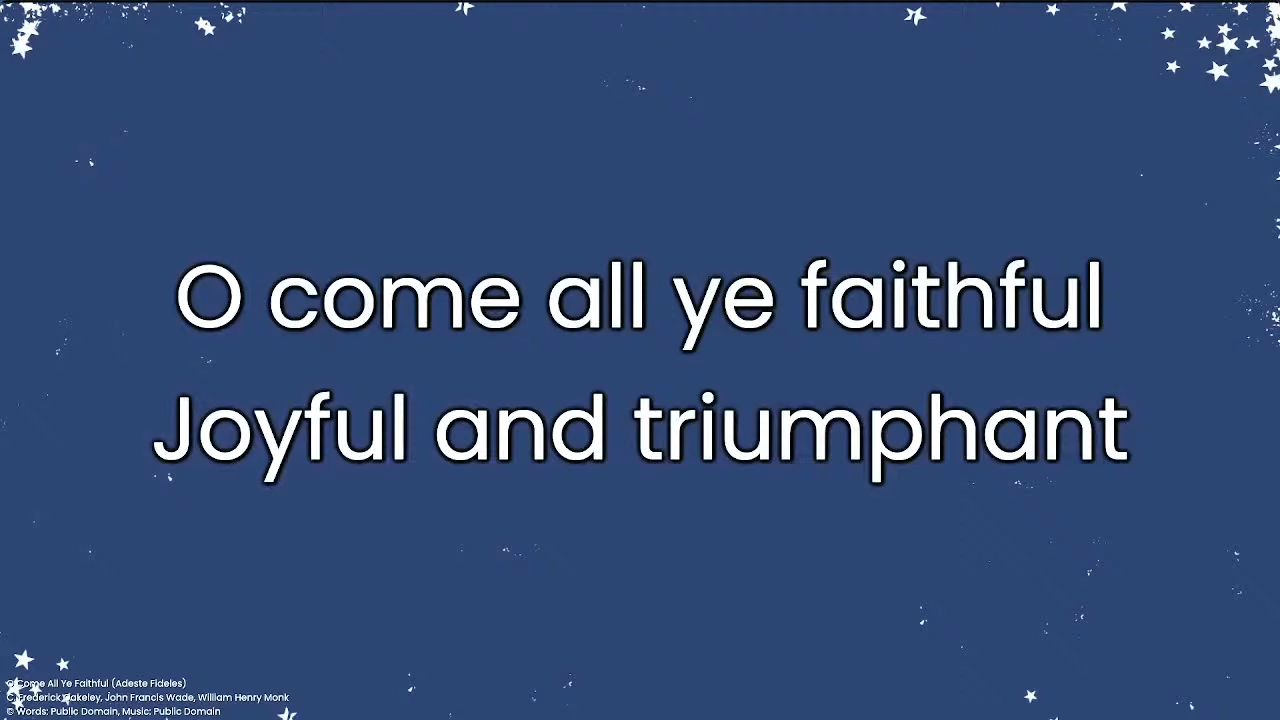 O come all ye faithful
Joyful and triumphant
O Come All Ye Faithful (Adeste Fideles)
C. Frederick Oakeley, John Francis Wade, William Henry Monk
© Words: Public Domain, Music: Public Domain